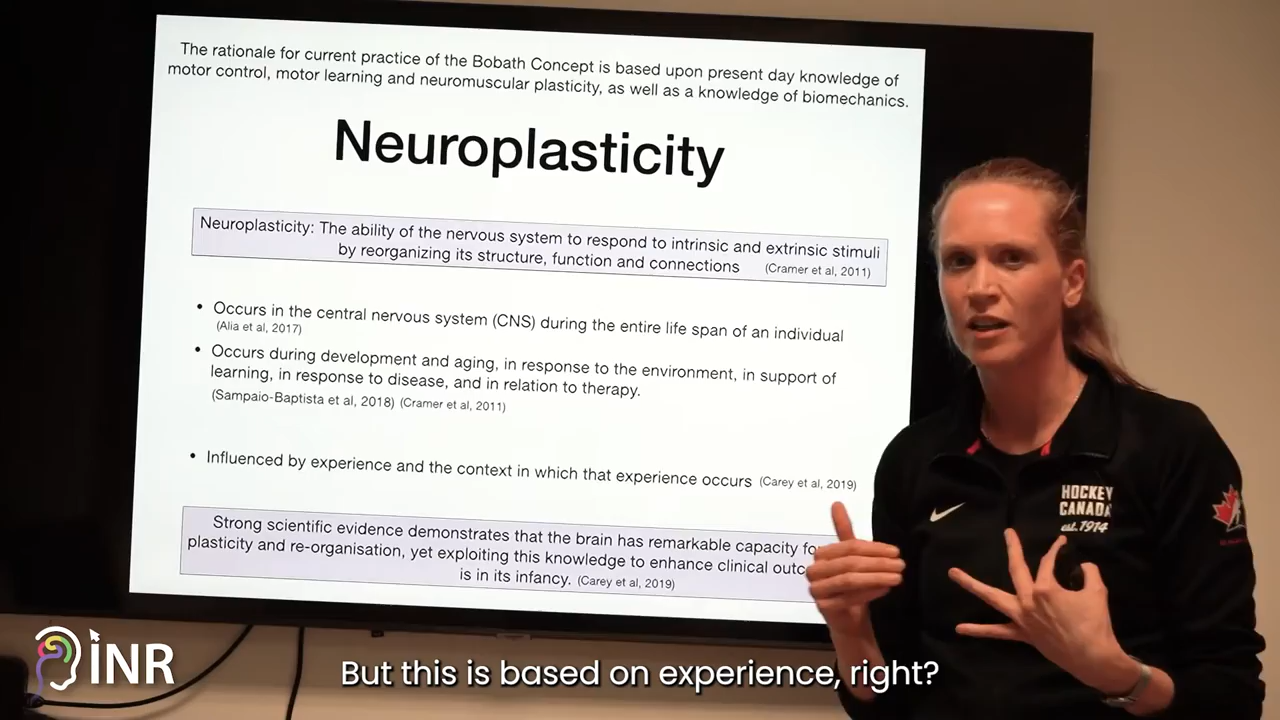 The rationale for current practice of the Bobath Concept is based upon present day knowledge of
motor control, motor learning and neuromuscular plasticity, as well as a knowledge of biomechanics.
Neuroplasticity
Neuroplasticity: The ability of the nervous system to respond to intrinsic and extrinsic stimuli
by reorganizing its structure, function and connections (Cramer et al, 2011)
• Occurs in the central nervous system (CNS) during the entire life span of an individual
(Alia et al, 2017)
• Occurs during development and aging, in response to the environment, in support of
learning, in response to disease, and in relation to therapy.
(Sampaio-Baptista et al, 2018) (Cramer et al, 2011)
• Influenced by experience and the context in which that experience occurs (Carey et al, 2019)
Strong scientific evidence demonstrates that the brain has remarkable capacity fo
plasticity and re-organisation, yet exploiting this knowledge to enhance clinical outc
is in its infancy. (Carey et al, 2019)
HOCKEY
CANADA
est. 1914
iNR
But this is based on experience, right?